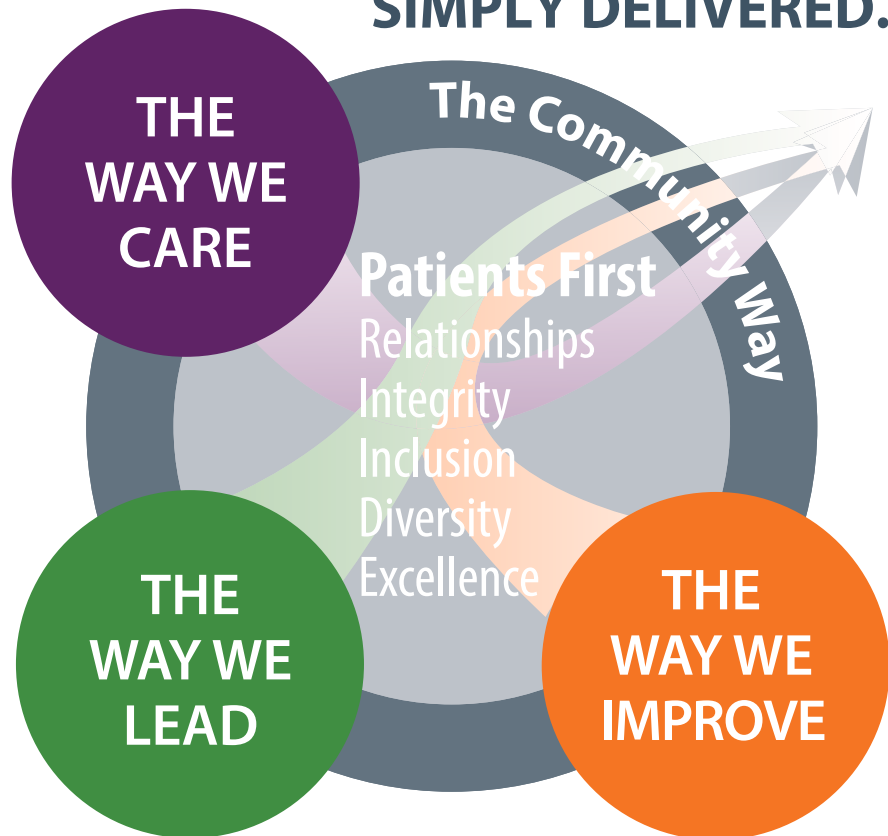 SIMPLY DELIVERED.
The Community Way
THE
WAY WE
CARE
Patients First
Relationships
Integrity
Inclusion
Diversity
Excellence
THE
WAY WE
LEAD
THE
WAY WE
IMPROVE